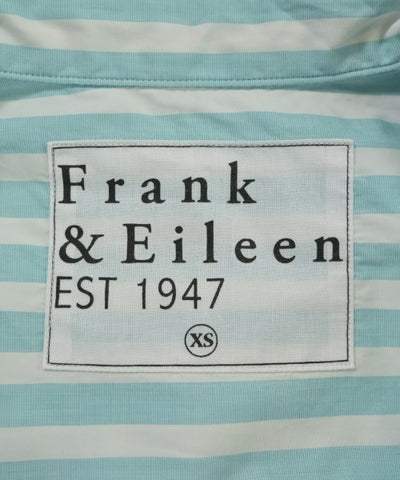 Frank
& Eileen
EST 1947
XS